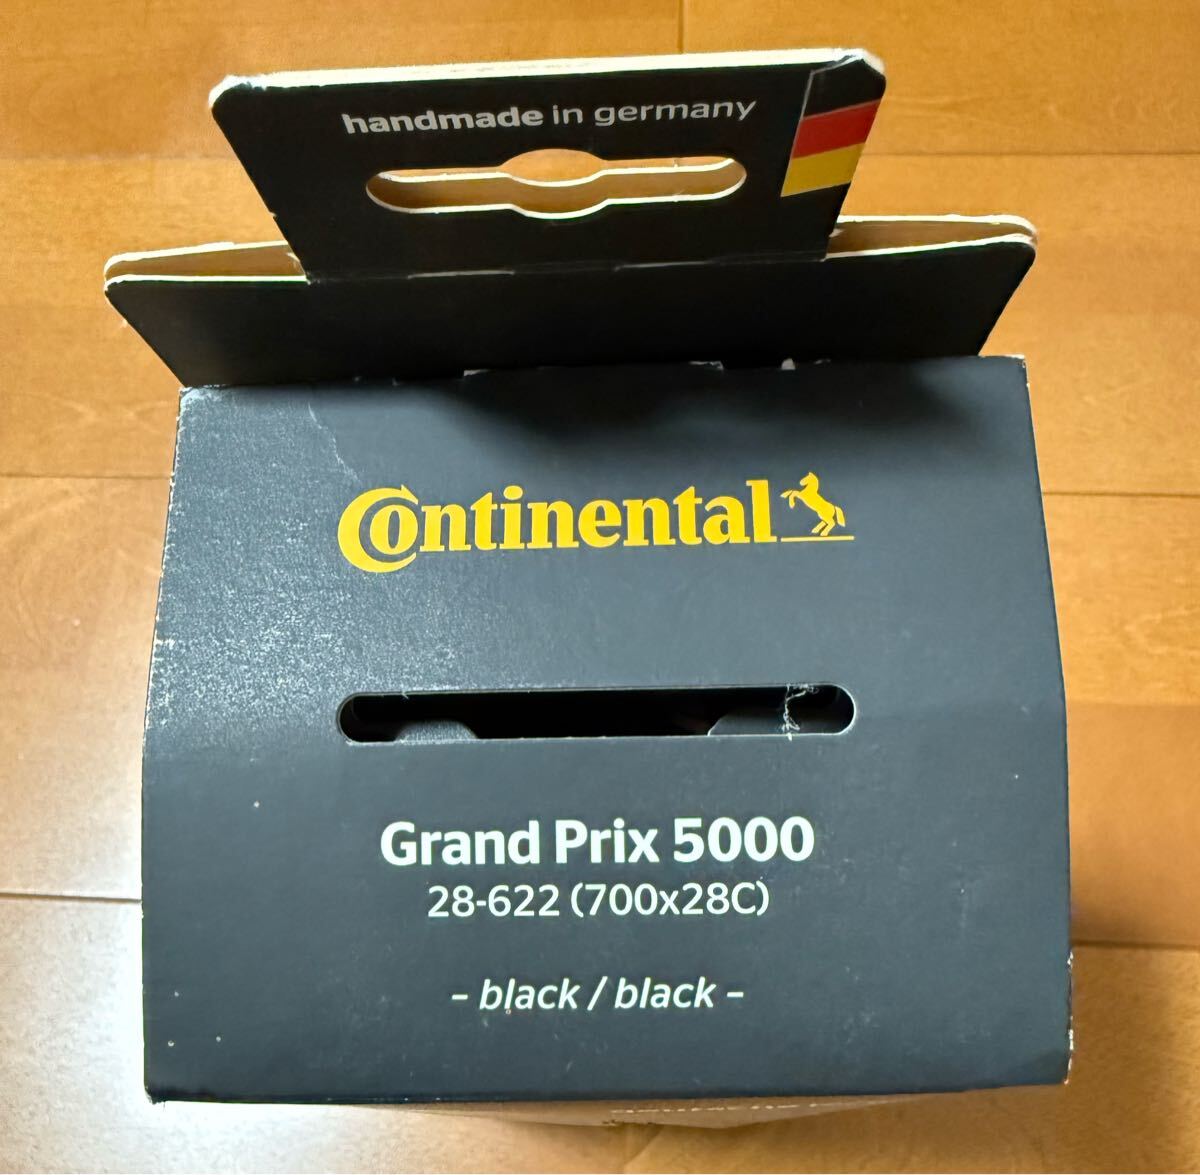 handmade in germany
Continental
Grand Prix 5000
28-622 (700x28C)
– black / black –